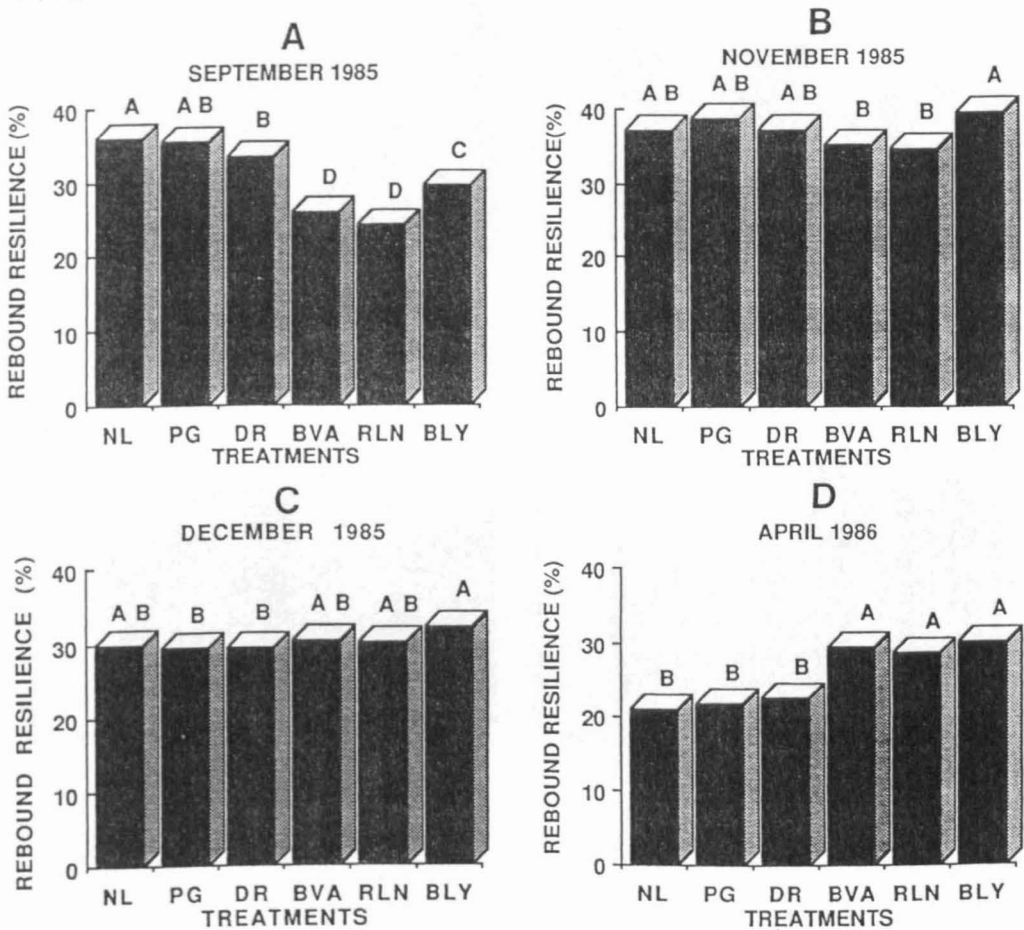 A
SEPTEMBER 1985
REBOUND RESILIENCE (%)
40
30
20
10
0
A
A B
B
D
D
C
NL PG DR BVA RLN BLY
TREATMENTS
B
NOVEMBER 1985
REBOUND RESILIENCE(%)
40
30
20
10
0
A B
A B
A B
B
B
A
NL PG DR BVA RLN BLY
TREATMENTS
C
DECEMBER 1985
REBOUND RESILIENCE (%)
40
30
20
10
0
A B
B
B
A B
A B
A
NL PG DR BVA RLN BLY
TREATMENTS
D
APRIL 1986
REBOUND RESILIENCE (%)
40
30
20
10
0
B
B
B
A
A
A
NL PG DR BVA RLN BLY
TREATMENTS